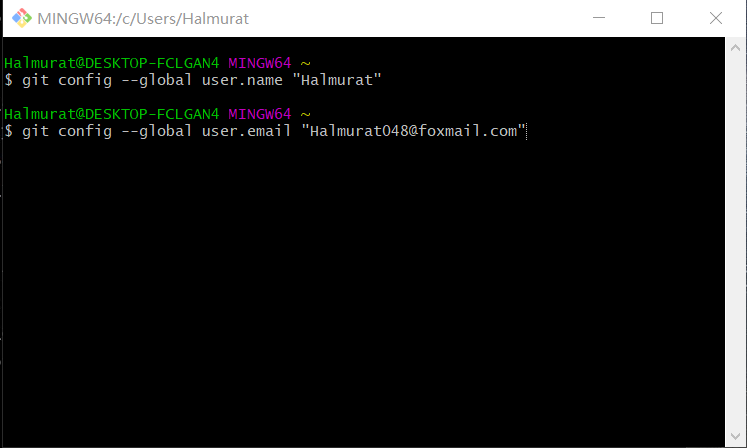 MINGW64:/c/Users/Halmurat
Halmurat@DESKTOP-FCLGAN4 MINGW64 ~
$ git config --global user.name "Halmurat"
Halmurat@DESKTOP-FCLGAN4 MINGW64 ~
$ git config --global user.email "Halmurat048@foxmail.com"